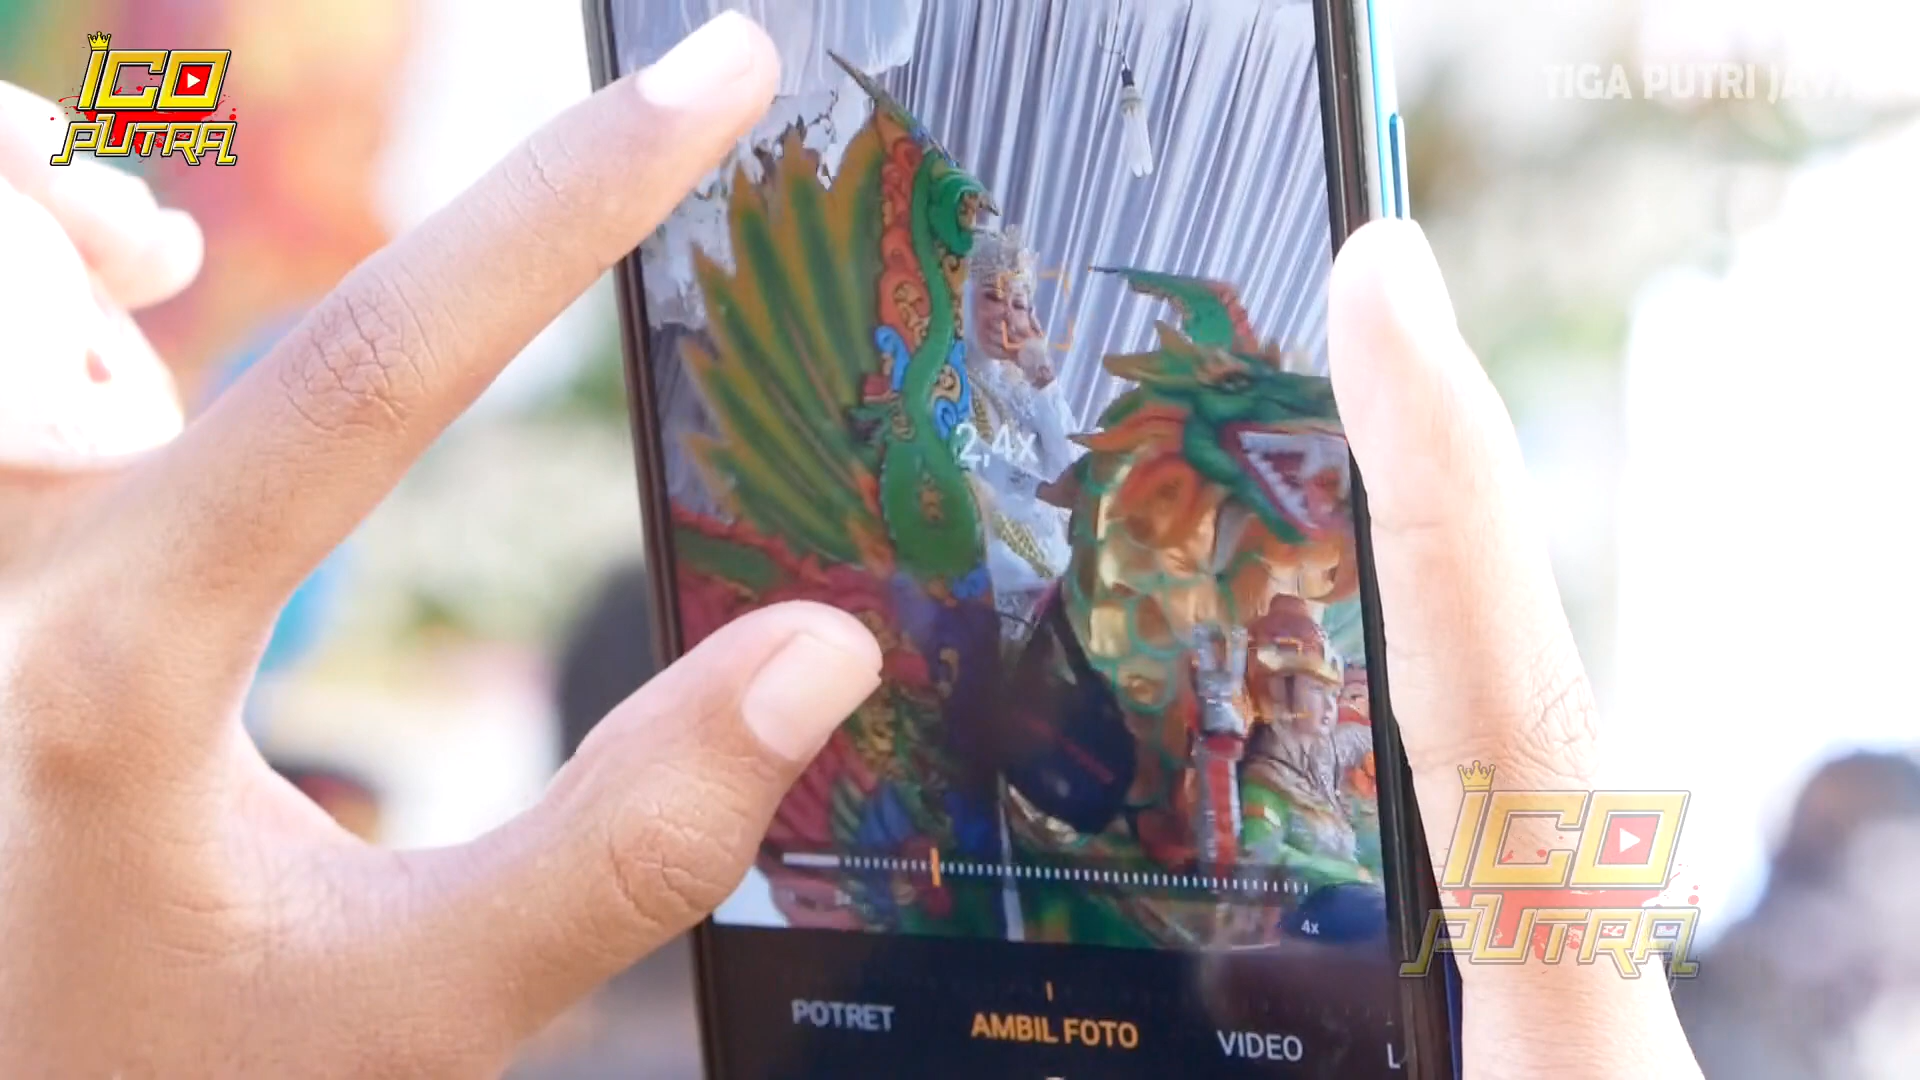 ICO
PUTRA
TIGA PUTRI
2,4x
4x
POTRET
AMBIL FOTO
VIDEO
L
ICO
PUTRA